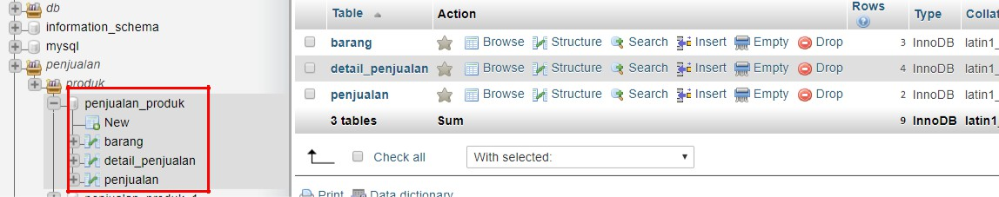 db
information_schema
mysql
penjualan
produk
penjualan_produk
New
barang
detail_penjualan
penjualan
Table Action Rows Type
barang Browse Structure Search Insert Empty Drop 3 InnoDB latin1_
detail_penjualan Browse Structure Search Insert Empty Drop 4 InnoDB latin1_
penjualan Browse Structure Search Insert Empty Drop 2 InnoDB latin1_
3 tables Sum 9 InnoDB latin1_
Check all With selected:
Print Data dictionary